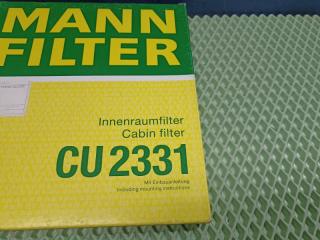 MANN
FILTER
Innenraumfilter
Cabin filter
CU 2331
Mit Einbauanleitung
Including mounting instructions